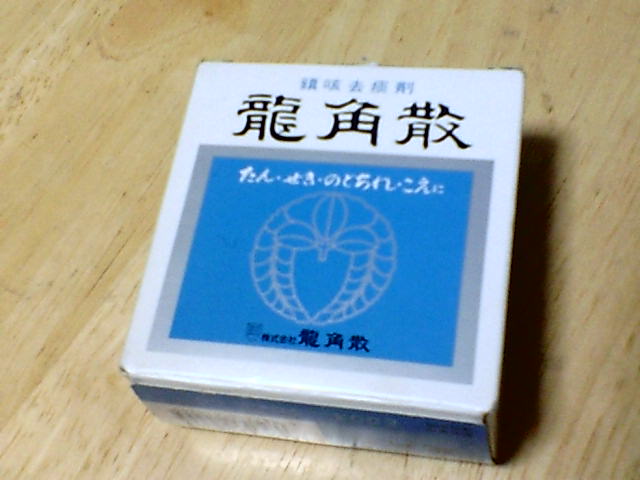 鎮咳去痰剤
龍角散
たん・せき・のどあれ・こえに
株式会社 龍角散